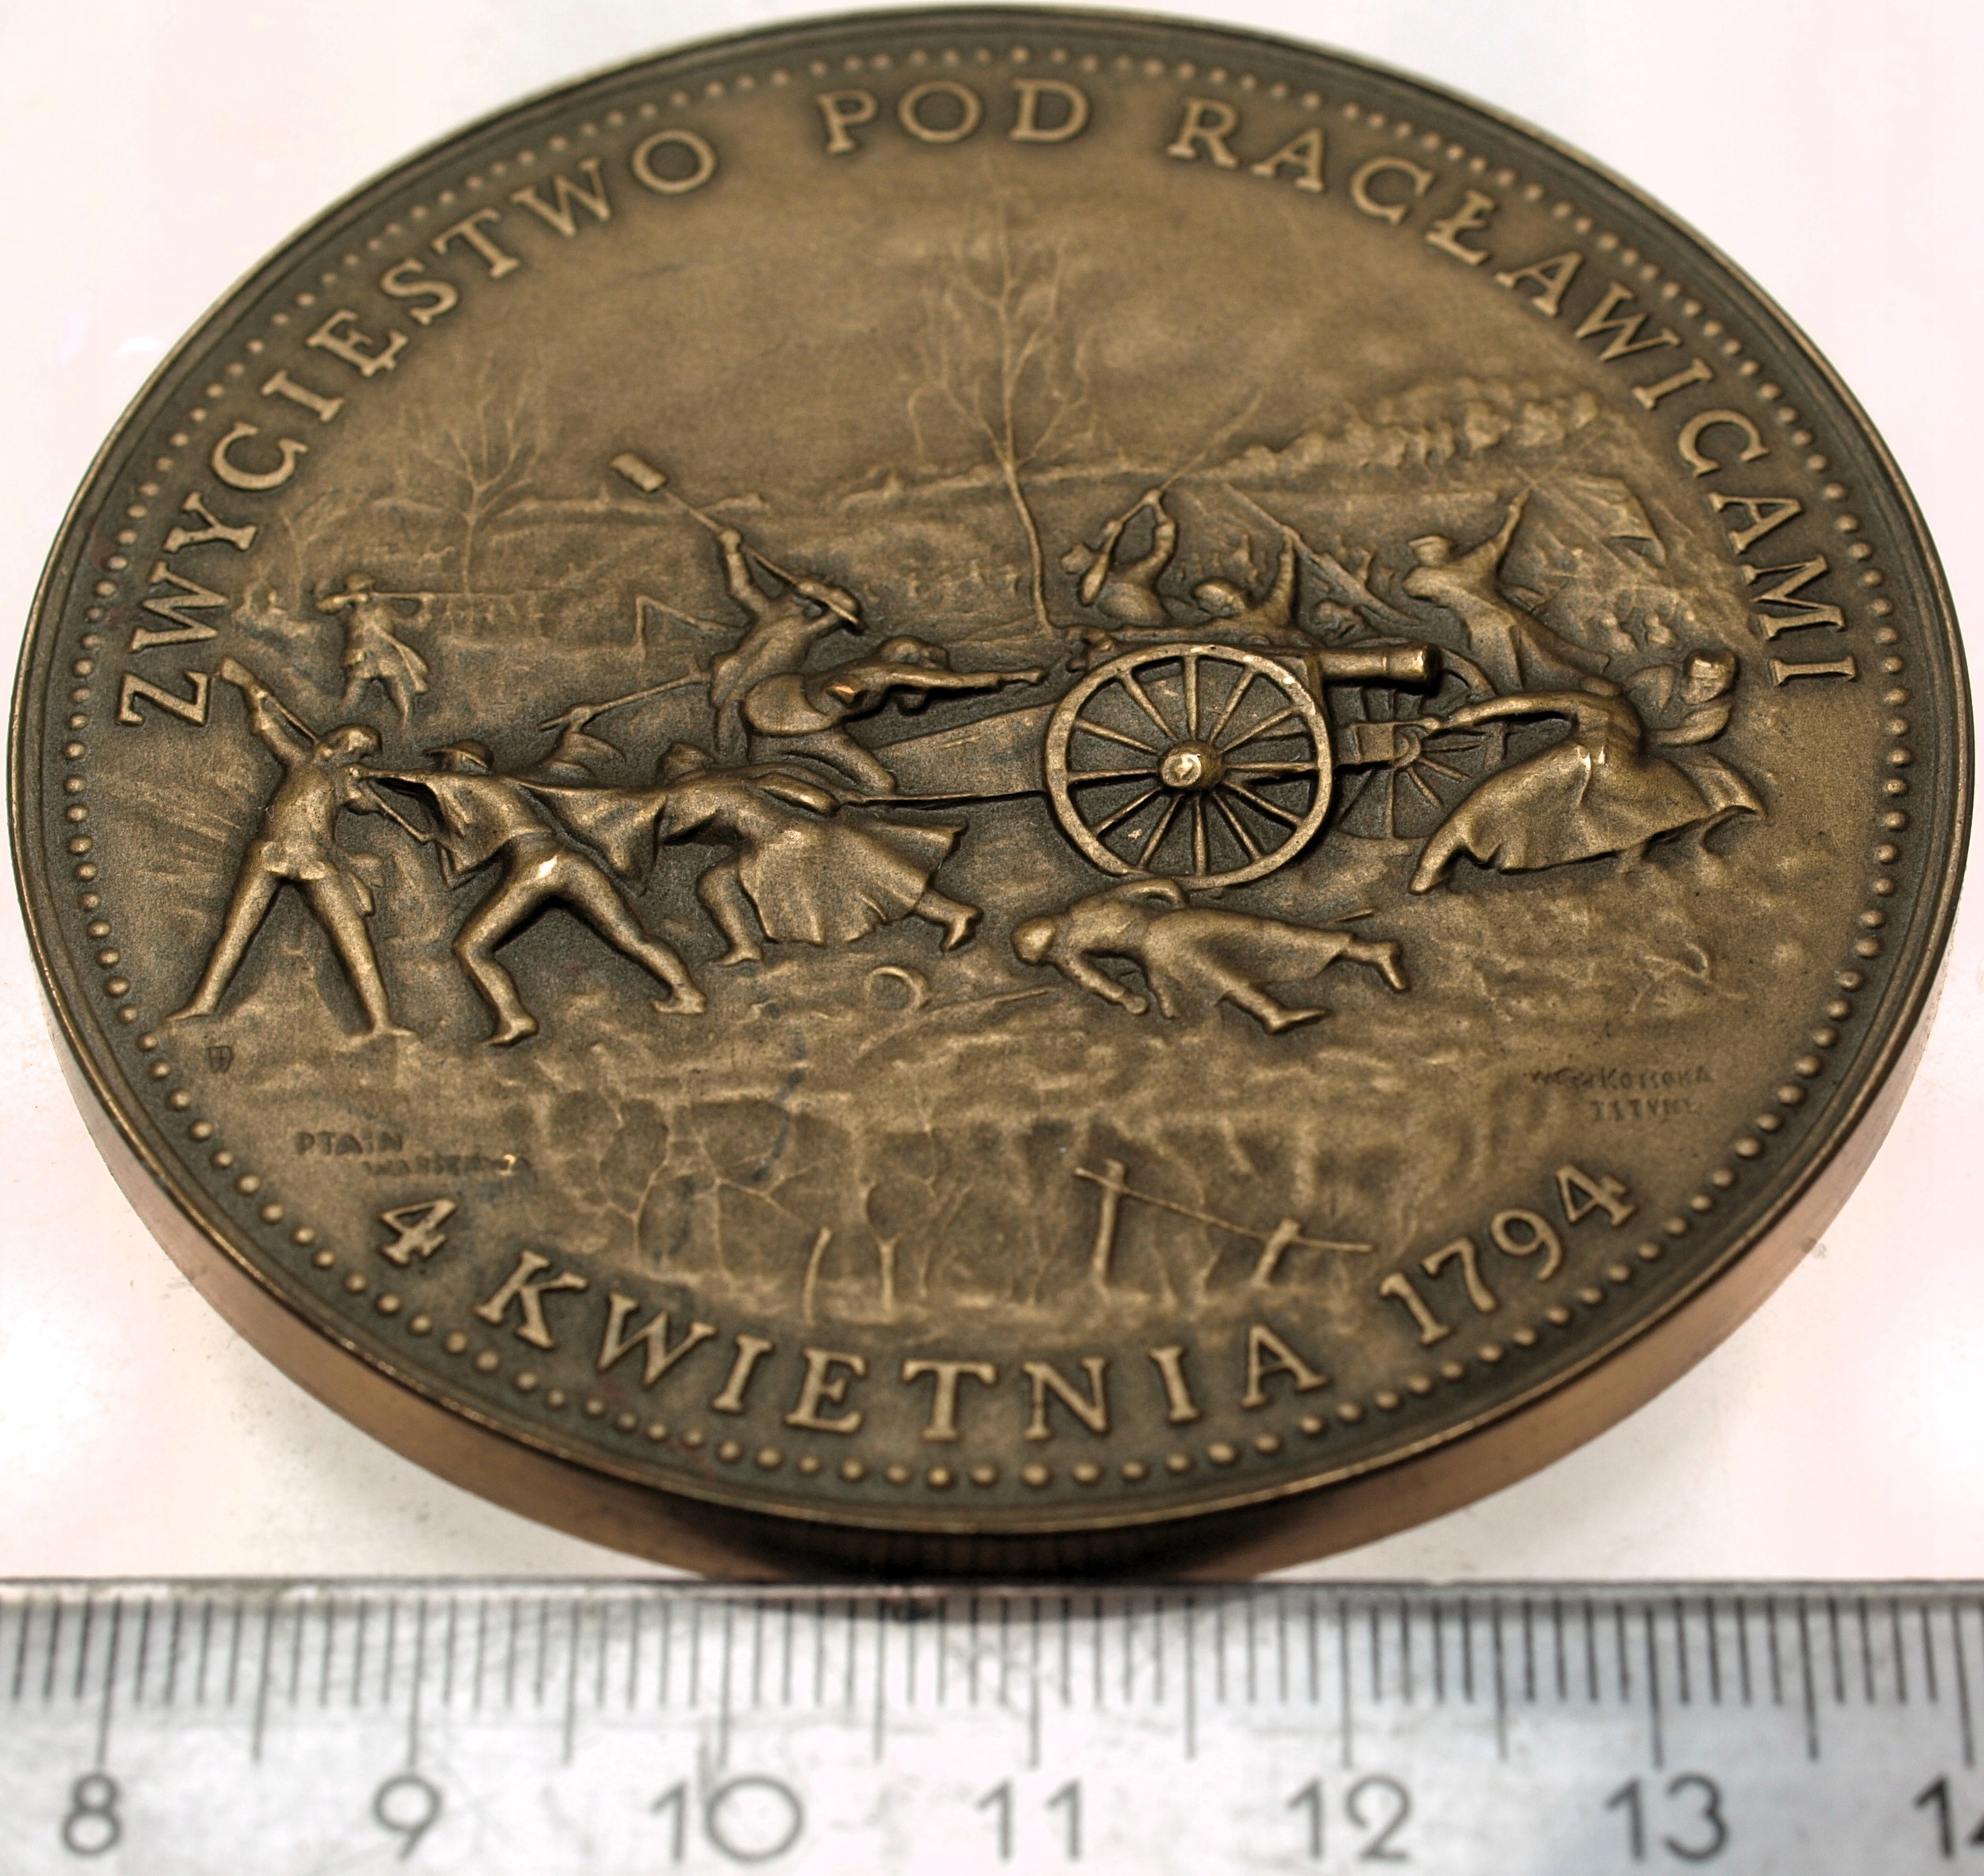 ZWYCIĘSTWO POD RACŁAWICAMI
PTAiN
WARSZAWA
4 KWIETNIA 1794
8 9 10 11 12 13